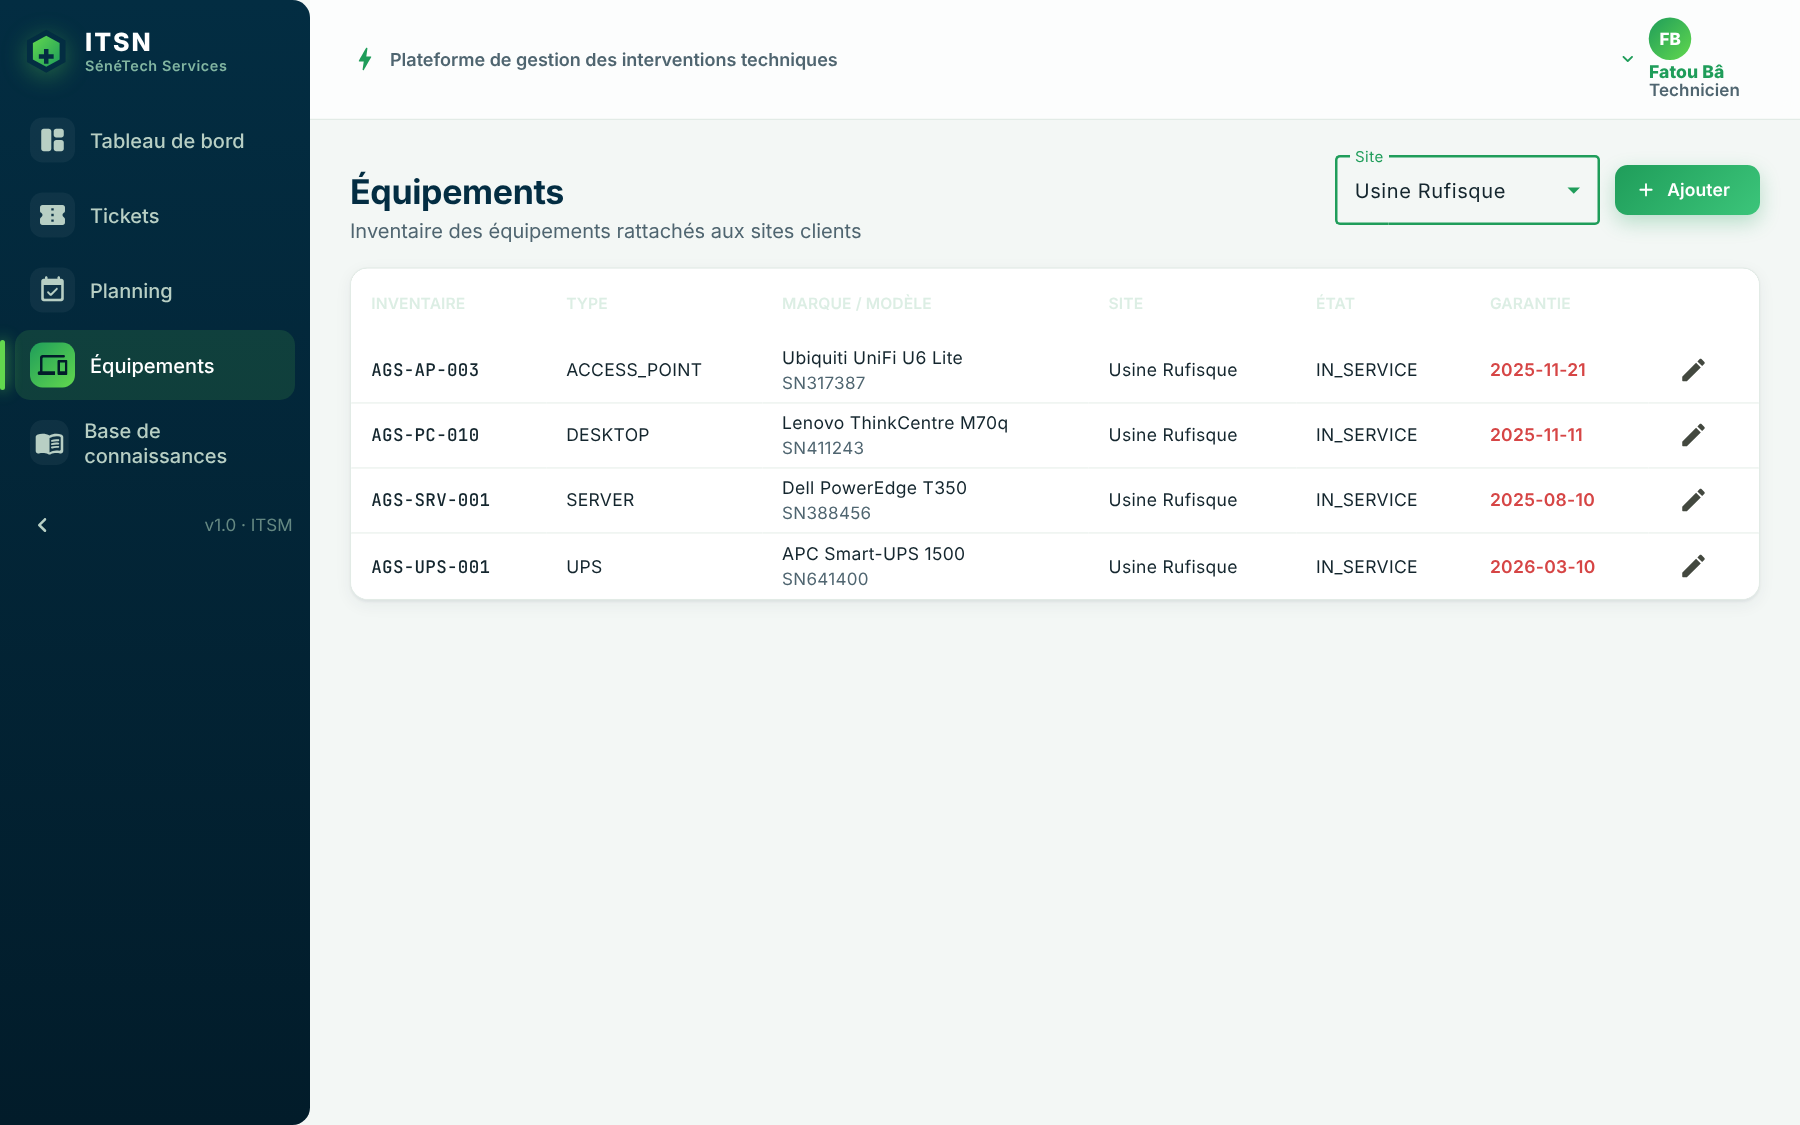 ITSN
SénéTech Services
Tableau de bord
Tickets
Planning
Équipements
Base de
connaissances
v1.0 · ITSM
Plateforme de gestion des interventions techniques
FB
Fatou Bâ
Technicien
Équipements
Inventaire des équipements rattachés aux sites clients
Site
Usine Rufisque
+ Ajouter
INVENTAIRE TYPE MARQUE / MODÈLE SITE ÉTAT GARANTIE
AGS-AP-003 ACCESS_POINT Ubiquiti UniFi U6 Lite Usine Rufisque IN_SERVICE 2025-11-21
SN317387
AGS-PC-010 DESKTOP Lenovo ThinkCentre M70q Usine Rufisque IN_SERVICE 2025-11-11
SN411243
AGS-SRV-001 SERVER Dell PowerEdge T350 Usine Rufisque IN_SERVICE 2025-08-10
SN388456
AGS-UPS-001 UPS APC Smart-UPS 1500 Usine Rufisque IN_SERVICE 2026-03-10
SN641400